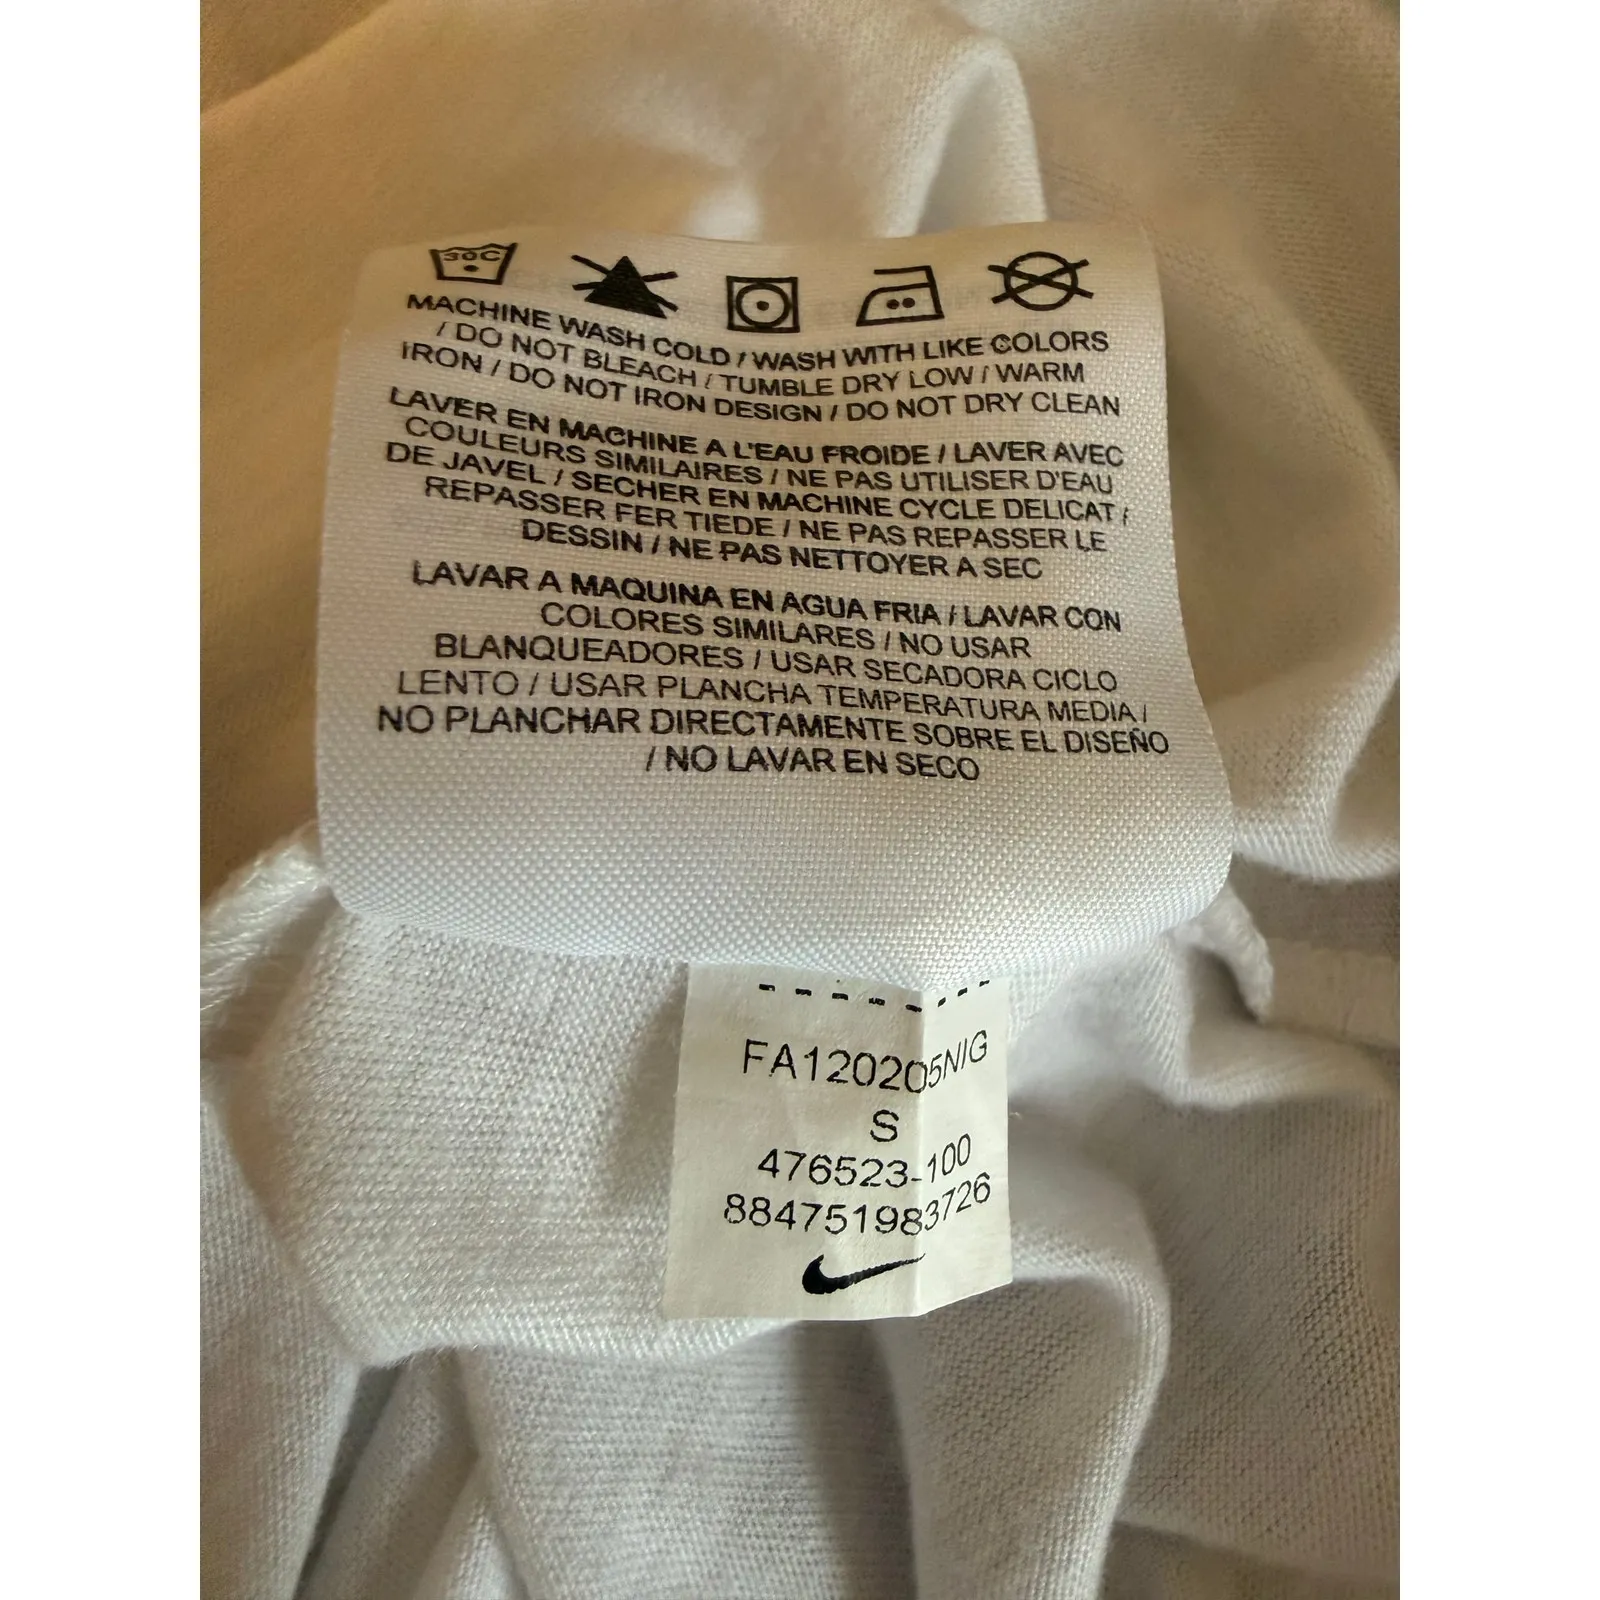 30C
MACHINE WASH COLD / WASH WITH LIKE COLORS
/ DO NOT BLEACH / TUMBLE DRY LOW / WARM
IRON / DO NOT IRON DESIGN / DO NOT DRY CLEAN
LAVER EN MACHINE A L'EAU FROIDE / LAVER AVEC
COULEURS SIMILAIRES / NE PAS UTILISER D'EAU
DE JAVEL / SECHER EN MACHINE CYCLE DELICAT /
REPASSER FER TIEDE / NE PAS REPASSER LE
DESSIN / NE PAS NETTOYER A SEC
LAVAR A MAQUINA EN AGUA FRIA / LAVAR CON
COLORES SIMILARES / NO USAR
BLANQUEADORES / USAR SECADORA CICLO
LENTO / USAR PLANCHA TEMPERATURA MEDIA /
NO PLANCHAR DIRECTAMENTE SOBRE EL DISEÑO
/ NO LAVAR EN SECO
FA120205NIG
S
476523-100
884751983726